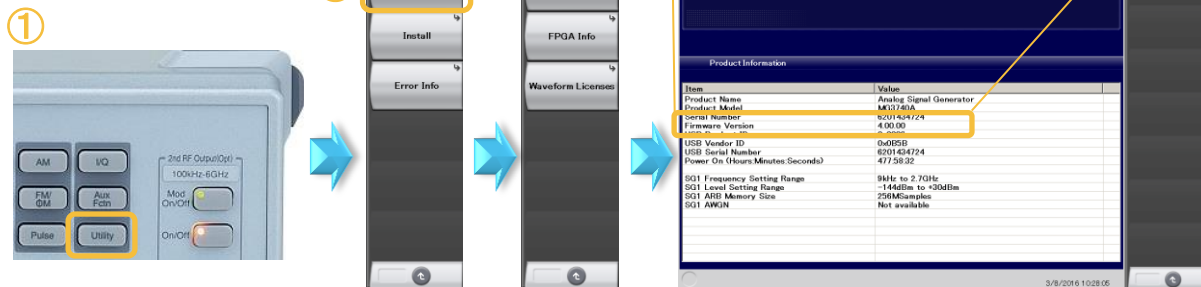 ①
AM
I/Q
FM/
ΦM
Aux
Fctn
Pulse
Utility
2nd RF Output(Opt)
100kHz-6GHz
Mod
On/Off
On/Off
Install
Error Info
FPGA Info
Waveform Licenses
Product Information
Item Value
Product Name Analog Signal Generator
Product Model MG3740A
Serial Number 6201434724
Firmware Version 4.00.00
USB Vendor ID 0x0B5B
USB Serial Number 6201434724
Power On (Hours:Minutes:Seconds) 477:58:32
SG1 Frequency Setting Range 9kHz to 2.7GHz
SG1 Level Setting Range -144dBm to +30dBm
SG1 ARB Memory Size 256MSamples
SG1 AWGN Not available
3/8/2016 10:28:05